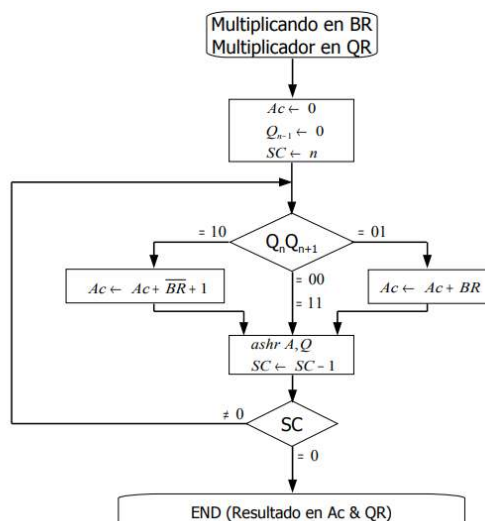 Multiplicando en BR
Multiplicador en QR
Ac ← 0
Qₙ₋₁ ← 0
SC ← n
= 10
QₙQₙ₊₁
= 01
Ac ← Ac + B̅R̅ + 1
= 00
= 11
Ac ← Ac + BR
ashr A,Q
SC ← SC − 1
≠ 0
SC
= 0
END (Resultado en Ac & QR)